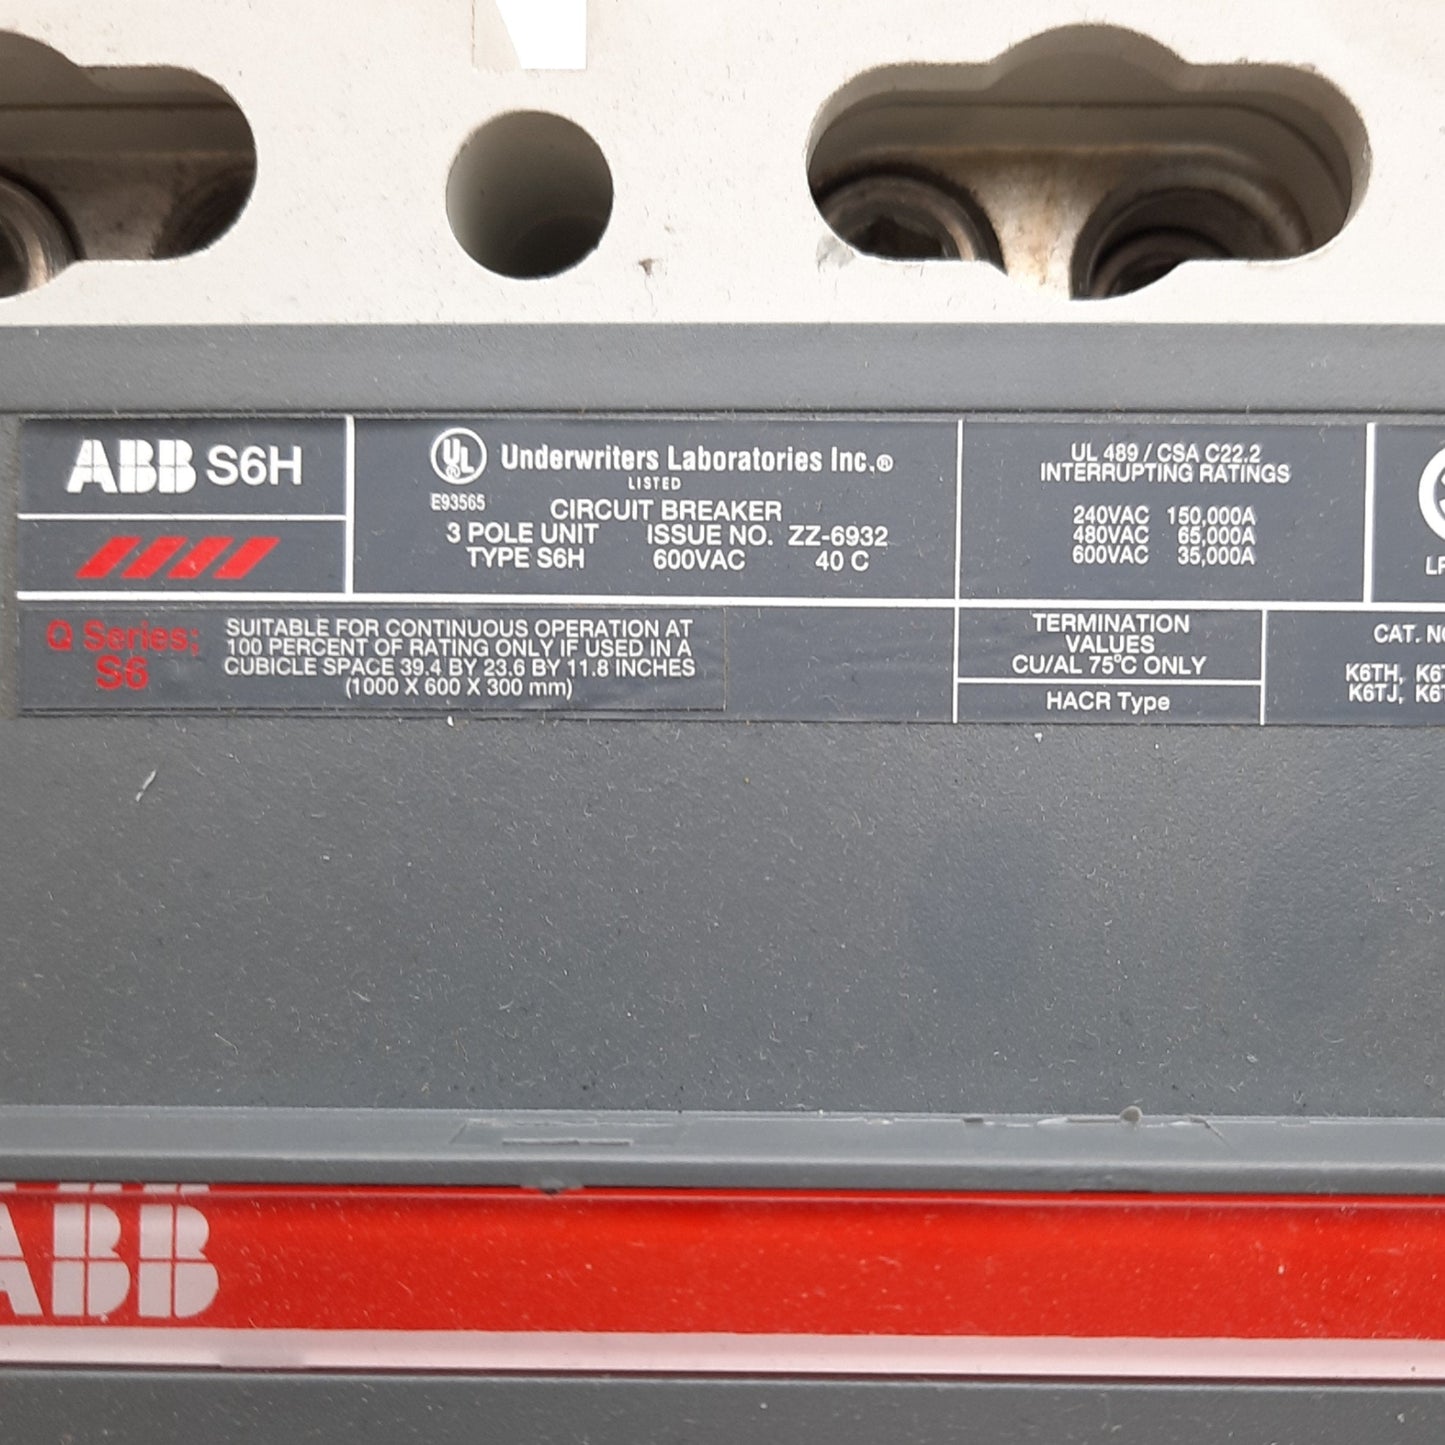 ABB S6H
UL
R
Underwriters Laboratories Inc.®
LISTED
E93565
CIRCUIT BREAKER
3 POLE UNIT ISSUE NO. ZZ-6932
TYPE S6H 600VAC 40 C
UL 489 / CSA C22.2
INTERRUPTING RATINGS
240VAC 150,000A
480VAC 65,000A
600VAC 35,000A
Q Series;
S6
SUITABLE FOR CONTINUOUS OPERATION AT
100 PERCENT OF RATING ONLY IF USED IN A
CUBICLE SPACE 39.4 BY 23.6 BY 11.8 INCHES
(1000 X 600 X 300 mm)
TERMINATION
VALUES
CU/AL 75°C ONLY
HACR Type
CAT.
K6TH,
K6TJ,
ABB